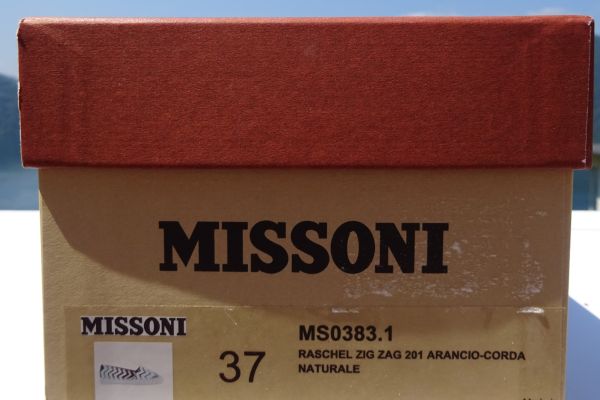 MISSONI
MISSONI
37
MS0383.1
RASCHEL ZIG ZAG 201 ARANCIO-CORDA
NATURALE